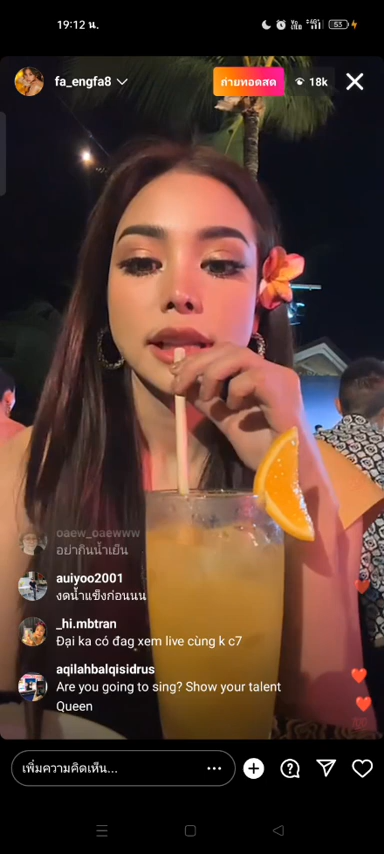 19:12 น.
53
fa_engfa8
ถ่ายทอดสด
18k
oaew_oaewww
อย่ากินน้ำเย็น
auiyoo2001
งดน้ำแข็งก่อนนน
_hi.mbtran
Đại ka có đag xem live cùng k c7
aqilahbalqisidrus
Are you going to sing? Show your talent
Queen
เพิ่มความคิดเห็น...